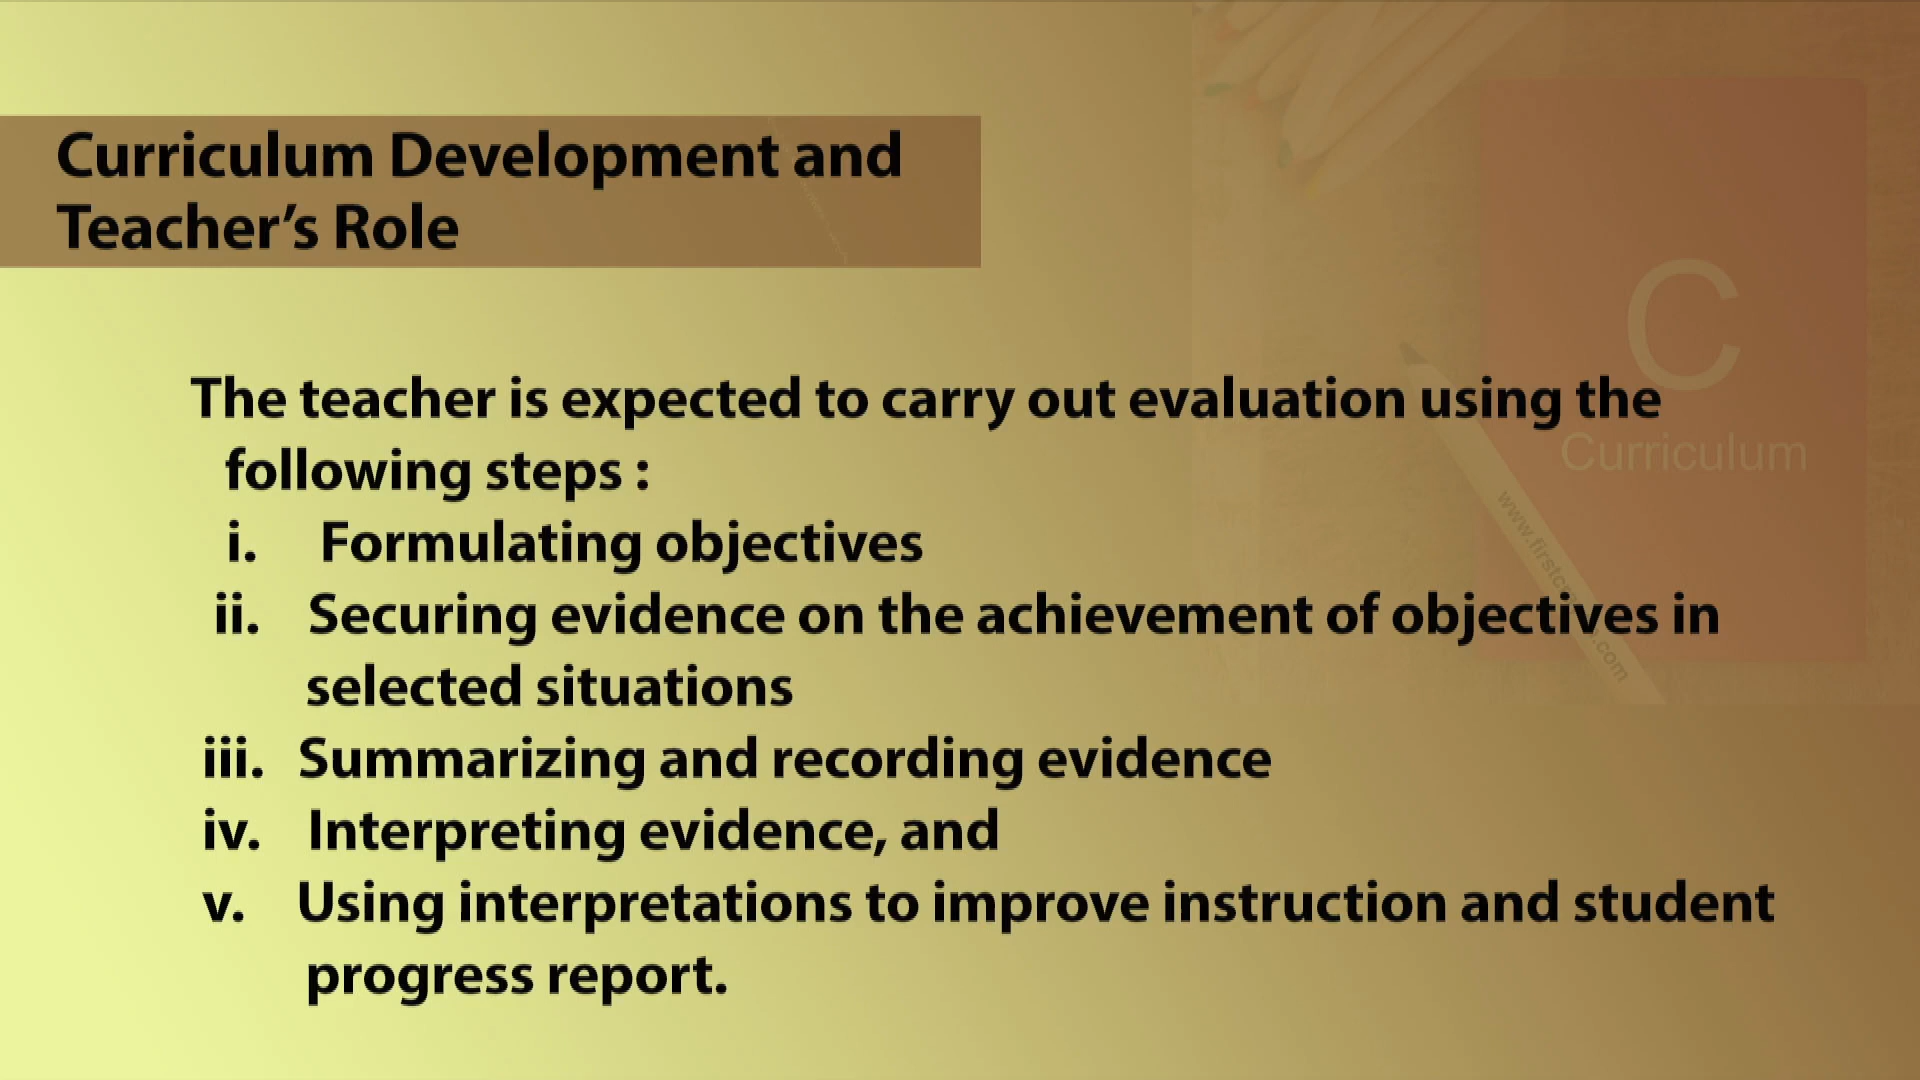 Curriculum Development and
Teacher’s Role
The teacher is expected to carry out evaluation using the
following steps :
i. Formulating objectives
ii. Securing evidence on the achievement of objectives in
selected situations
iii. Summarizing and recording evidence
iv. Interpreting evidence, and
v. Using interpretations to improve instruction and student
progress report.
C
Curriculum